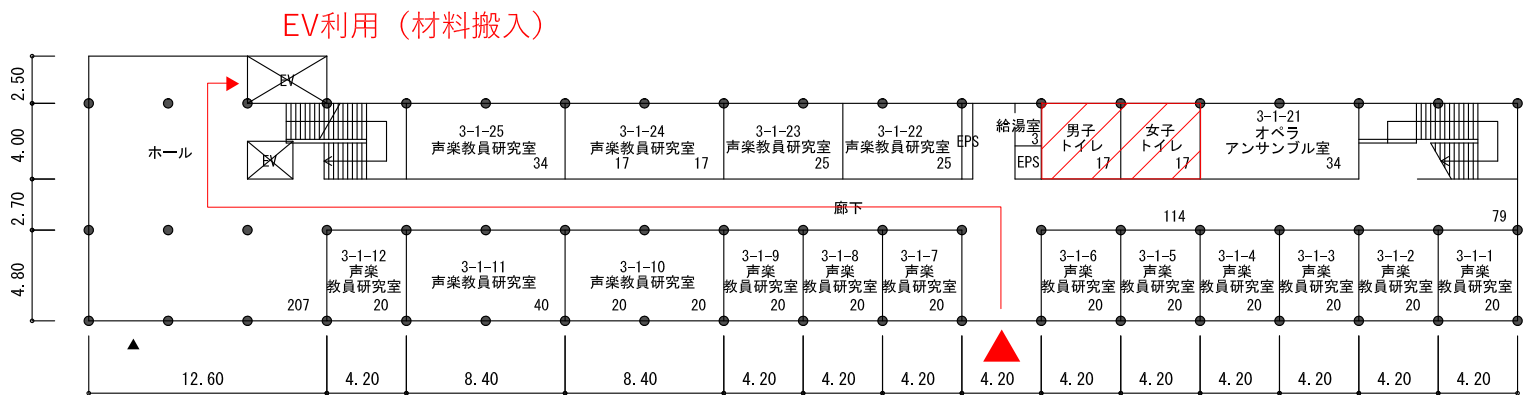 EV利用（材料搬入）
2.50
4.00
2.70
4.80
EV
EV
ホール
3-1-25
声楽教員研究室
34
3-1-24
声楽教員研究室
17
17
3-1-23
声楽教員研究室
25
3-1-22
声楽教員研究室
25
EPS
給湯室
3
EPS
男子
トイレ
17
女子
トイレ
17
3-1-21
オペラ
アンサンブル室
34
廊下
114
79
207
3-1-12
声楽
教員研究室
20
3-1-11
声楽教員研究室
40
3-1-10
声楽教員研究室
20
20
3-1-9
声楽
教員研究室
20
3-1-8
声楽
教員研究室
20
3-1-7
声楽
教員研究室
20
3-1-6
声楽
教員研究室
20
3-1-5
声楽
教員研究室
20
3-1-4
声楽
教員研究室
20
3-1-3
声楽
教員研究室
20
3-1-2
声楽
教員研究室
20
3-1-1
声楽
教員研究室
20
12.60
4.20
8.40
8.40
4.20
4.20
4.20
4.20
4.20
4.20
4.20
4.20
4.20
4.20